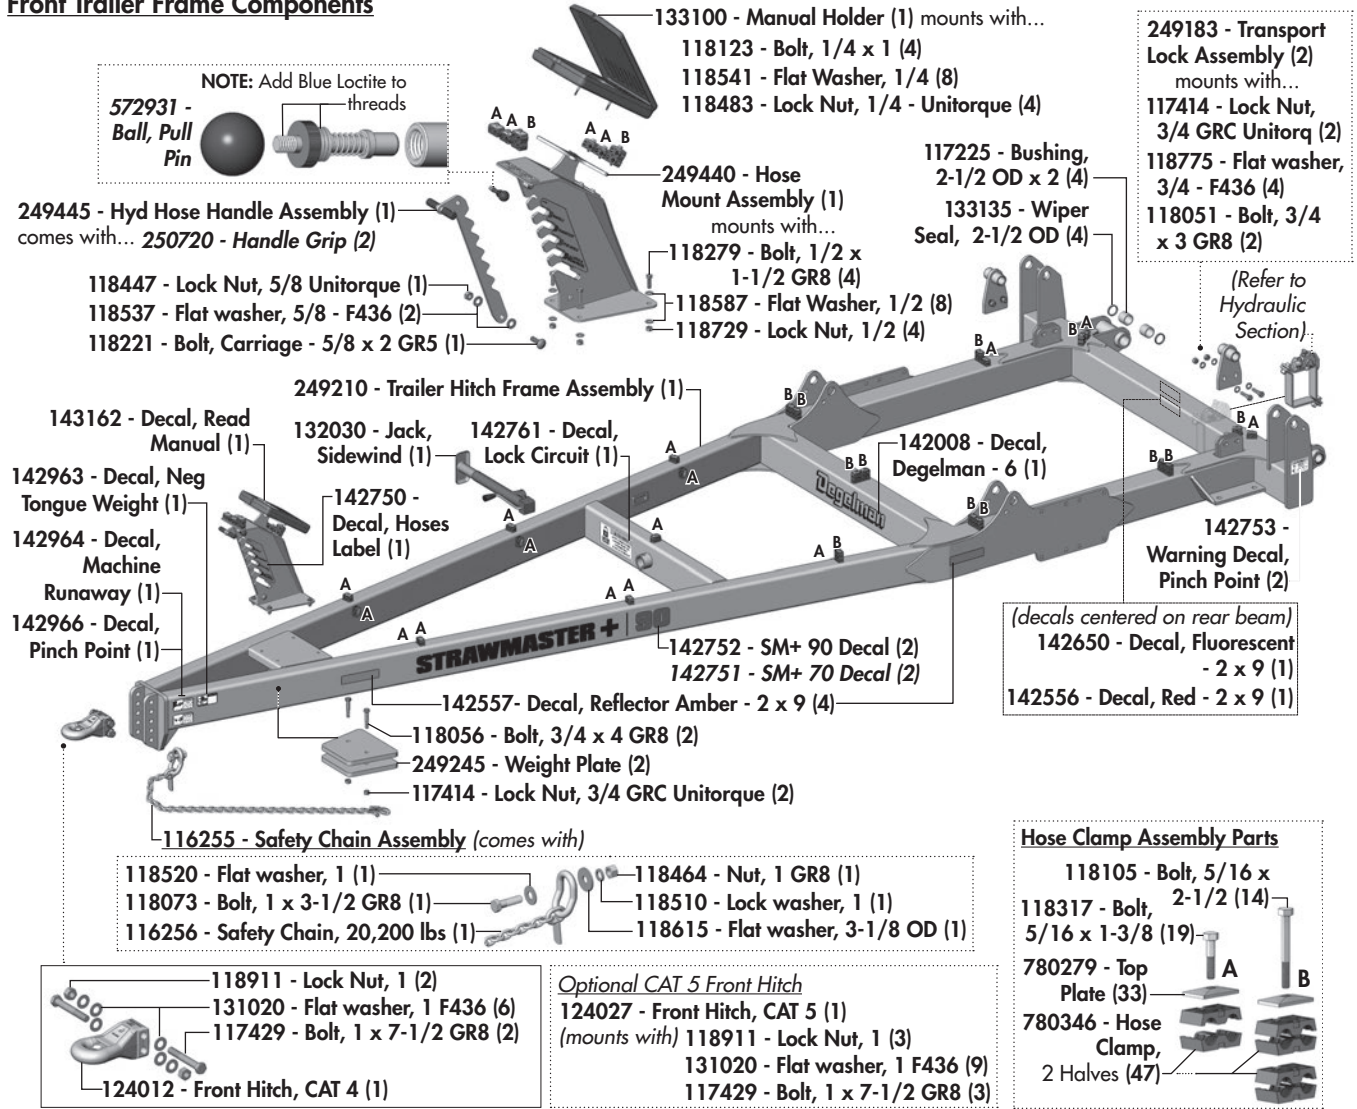 Front Trailer Frame Components
133100 - Manual Holder (1) mounts with...
118123 - Bolt, 1/4 x 1 (4)
118541 - Flat Washer, 1/4 (8)
118483 - Lock Nut, 1/4 - Unitorque (4)
249183 - Transport
Lock Assembly (2)
mounts with...
117414 - Lock Nut,
3/4 GRC Unitorq (2)
118775 - Flat washer,
3/4 - F436 (4)
118051 - Bolt, 3/4
x 3 GR8 (2)
(Refer to
Hydraulic
Section)
NOTE: Add Blue Loctite to
threads
572931 -
Ball, Pull
Pin
A A B
A A B
249440 - Hose
Mount Assembly (1)
mounts with...
118279 - Bolt, 1/2 x
1-1/2 GR8 (4)
118587 - Flat Washer, 1/2 (8)
118729 - Lock Nut, 1/2 (4)
117225 - Bushing,
2-1/2 OD x 2 (4)
133135 - Wiper
Seal, 2-1/2 OD (4)
249445 - Hyd Hose Handle Assembly (1)
comes with... 250720 - Handle Grip (2)
118447 - Lock Nut, 5/8 Unitorque (1)
118537 - Flat washer, 5/8 - F436 (2)
118221 - Bolt, Carriage - 5/8 x 2 GR5 (1)
B A
B A
249210 - Trailer Hitch Frame Assembly (1)
B B
143162 - Decal, Read
Manual (1)
132030 - Jack,
Sidewind (1)
142761 - Decal,
Lock Circuit (1)
142008 - Decal,
Degelman - 6 (1)
B A
142963 - Decal, Neg
Tongue Weight (1)
142750 -
Decal, Hoses
Label (1)
A
A
B B
Degelman
B B
B B
142964 - Decal,
Machine
Runaway (1)
142966 - Decal,
Pinch Point (1)
A
A
A
A B
142753 -
Warning Decal,
Pinch Point (2)
A
A
A A
A A
STRAWMASTER + | 90
142752 - SM+ 90 Decal (2)
142751 - SM+ 70 Decal (2)
(decals centered on rear beam)
142650 - Decal, Fluorescent
- 2 x 9 (1)
142556 - Decal, Red - 2 x 9 (1)
142557- Decal, Reflector Amber - 2 x 9 (4)
118056 - Bolt, 3/4 x 4 GR8 (2)
249245 - Weight Plate (2)
117414 - Lock Nut, 3/4 GRC Unitorque (2)
116255 - Safety Chain Assembly (comes with)
118520 - Flat washer, 1 (1)
118073 - Bolt, 1 x 3-1/2 GR8 (1)
116256 - Safety Chain, 20,200 lbs (1)
118464 - Nut, 1 GR8 (1)
118510 - Lock washer, 1 (1)
118615 - Flat washer, 3-1/8 OD (1)
Hose Clamp Assembly Parts
118105 - Bolt, 5/16 x
2-1/2 (14)
118317 - Bolt,
5/16 x 1-3/8 (19)
A
B
780279 - Top
Plate (33)
780346 - Hose
Clamp,
2 Halves (47)
118911 - Lock Nut, 1 (2)
131020 - Flat washer, 1 F436 (6)
117429 - Bolt, 1 x 7-1/2 GR8 (2)
124012 - Front Hitch, CAT 4 (1)
Optional CAT 5 Front Hitch
124027 - Front Hitch, CAT 5 (1)
(mounts with) 118911 - Lock Nut, 1 (3)
131020 - Flat washer, 1 F436 (9)
117429 - Bolt, 1 x 7-1/2 GR8 (3)